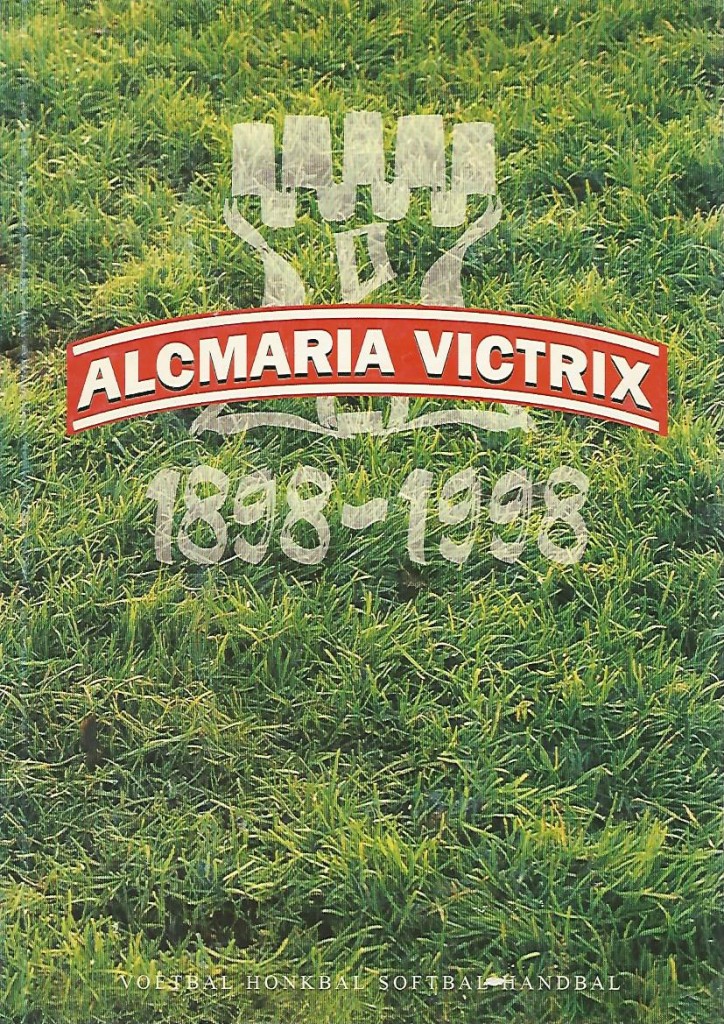 ALCMARIA VICTRIX
1898-1998
VOETBAL HONKBAL SOFTBAL HANDBAL